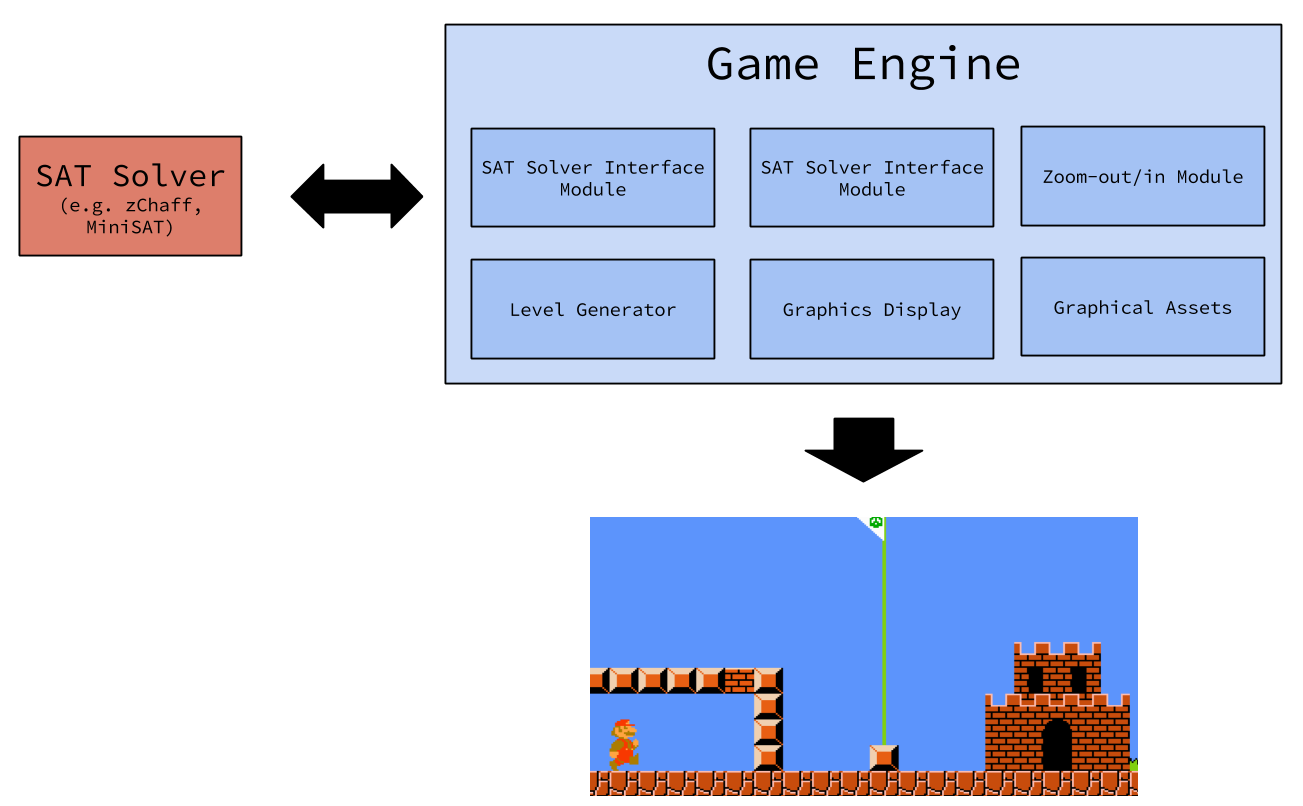 Game Engine
SAT Solver
(e.g. zChaff,
MiniSAT)
SAT Solver Interface
Module
SAT Solver Interface
Module
Zoom-out/in Module
Level Generator
Graphics Display
Graphical Assets